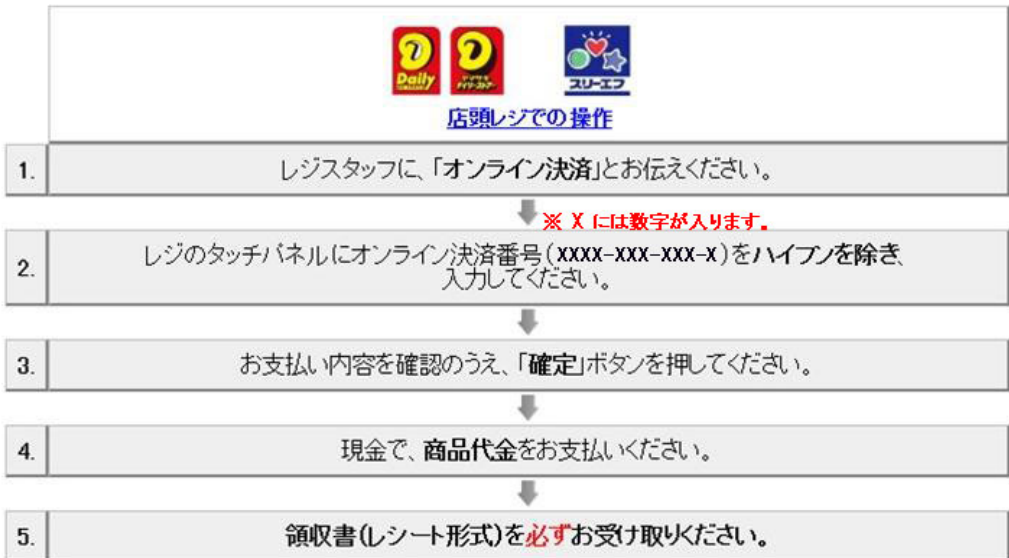 Daily
YAMAZAKI
ヤマザキ
デイリーストアー
スリーエフ
店頭レジでの操作
1.
レジスタッフに、「オンライン決済」とお伝えください。
※ X には数字が入ります。
2.
レジのタッチパネルにオンライン決済番号(XXXX-XXX-XXX-X)をハイフンを除き、
入力してください。
3.
お支払い内容を確認のうえ、「確定」ボタンを押してください。
4.
現金で、商品代金をお支払いください。
5.
領収書(レシート形式)を必ずお受け取りください。